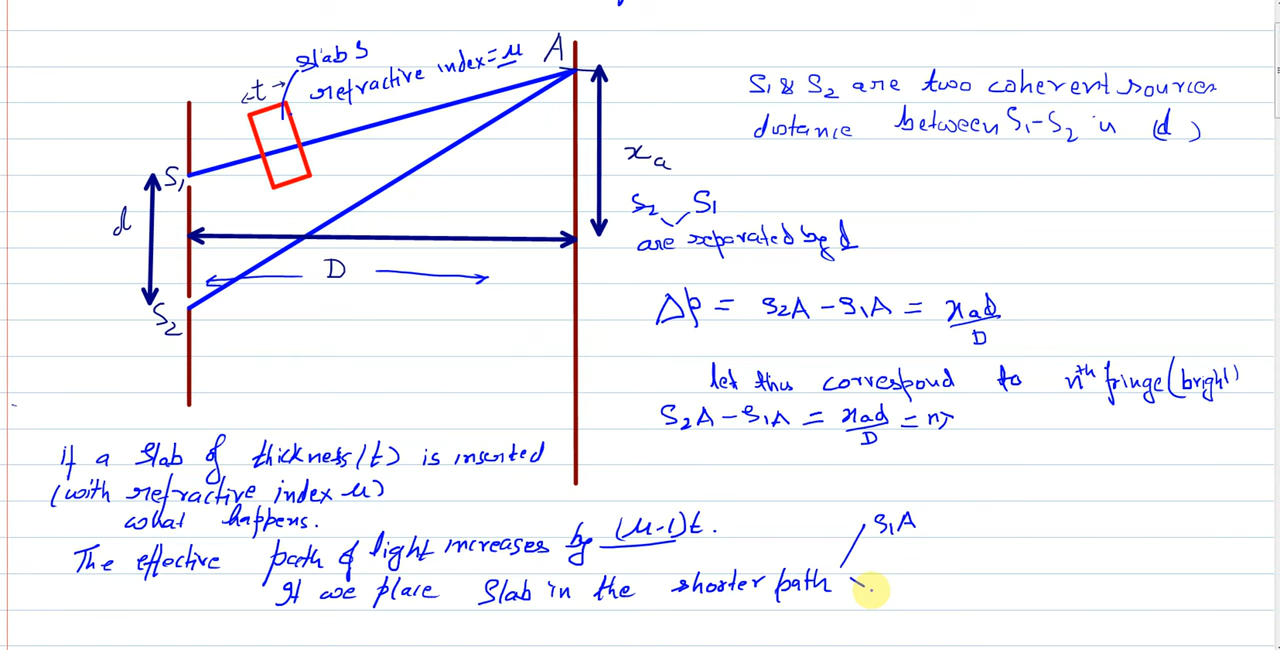 slab S
refractive index = μ
t
A
S₁ & S₂ are two coherent sources
distance between S₁-S₂ is (d)
S₁
d
xₐ
S₂ S₁
are separated by d
D
S₂
Δp = S₂A - S₁A = xₐd/D
let this correspond to nᵗʰ fringe (bright)
S₂A - S₁A = xₐd/D = nλ
if a slab of thickness (t) is inserted
(with refractive index μ)
what happens.
The effective path of light increases by (μ-1)t.
S₁A
If we place slab in the shorter path